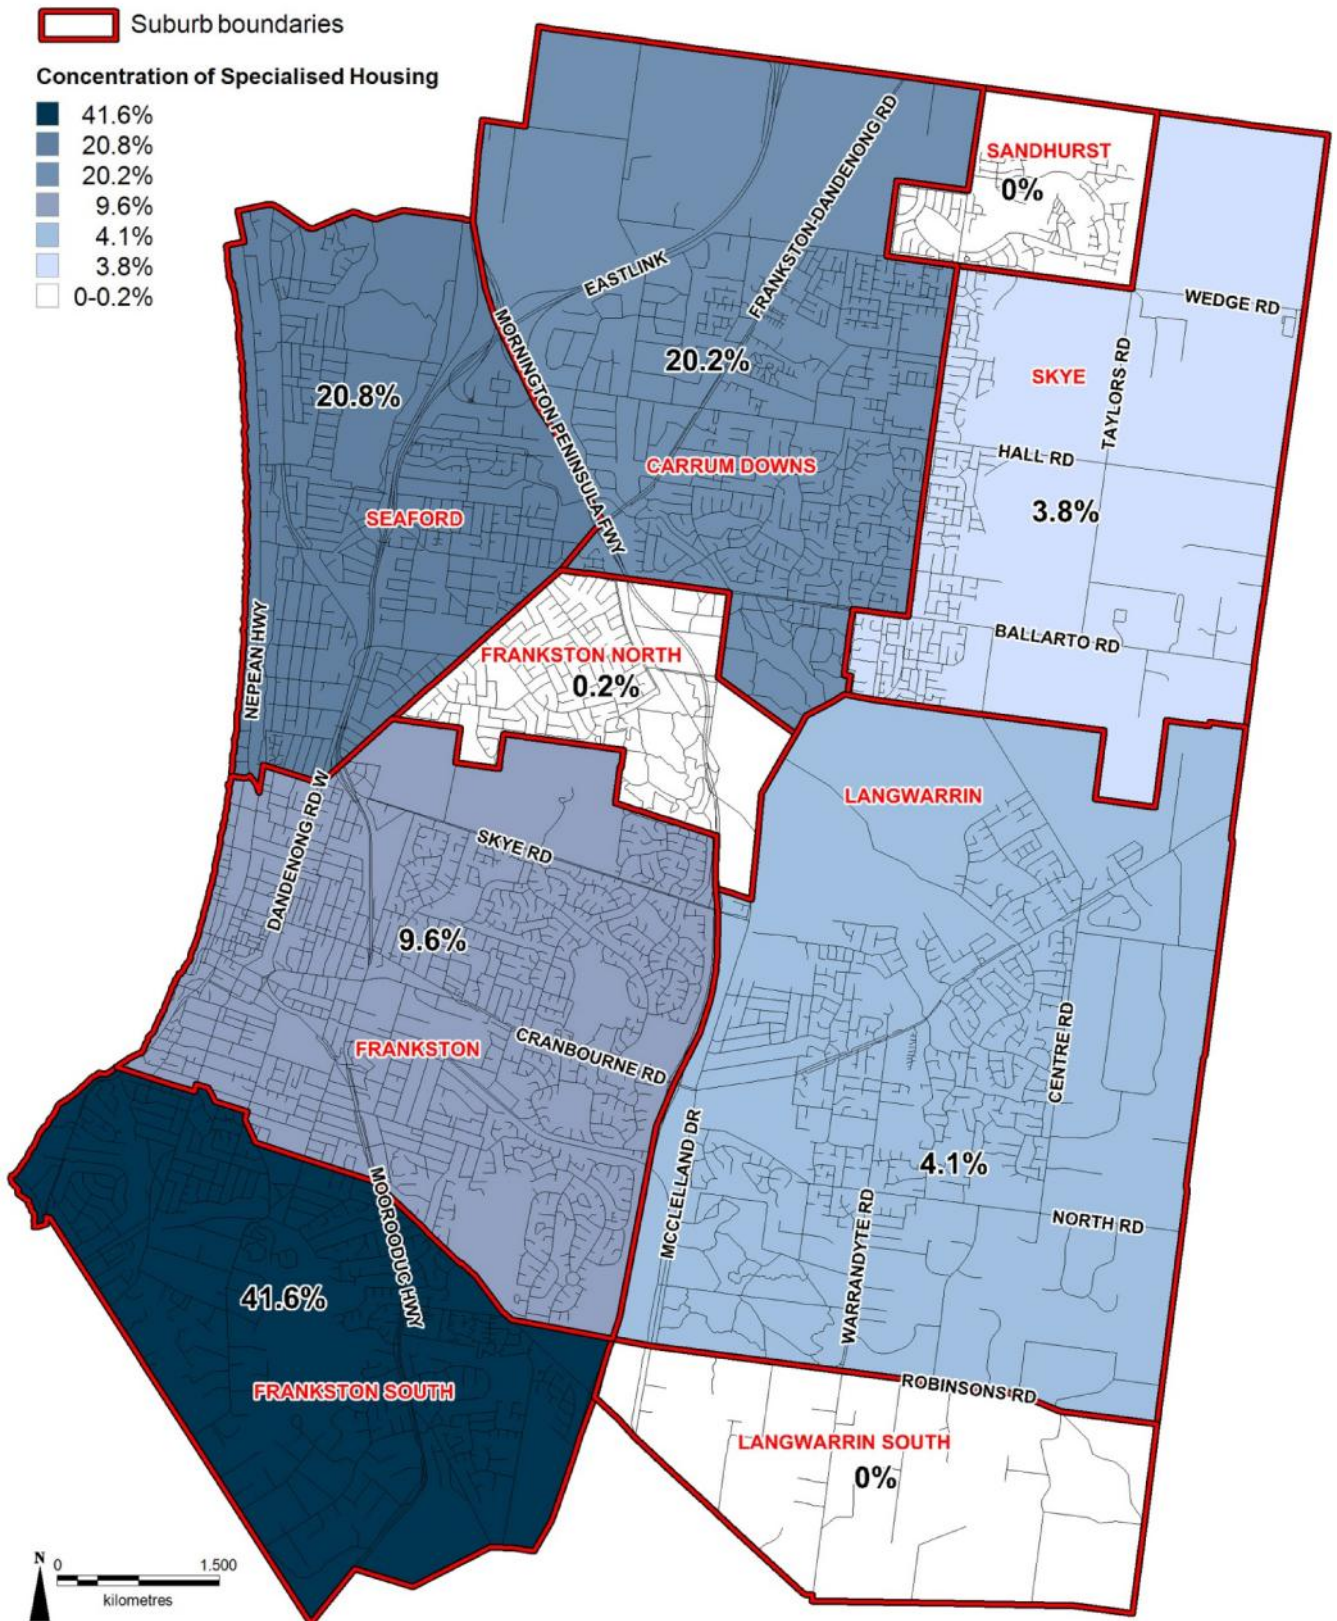 Suburb boundaries
Concentration of Specialised Housing
41.6%
20.8%
20.2%
9.6%
4.1%
3.8%
0-0.2%
SANDHURST
0%
FRANKSTON-DANDENONG RD
EASTLINK
WEDGE RD
MORNINGTON PENINSULA FWY
20.2%
TAYLORS RD
SKYE
20.8%
HALL RD
CARRUM DOWNS
3.8%
SEAFORD
NEPEAN HWY
BALLARTO RD
FRANKSTON NORTH
0.2%
LANGWARRIN
DANDENONG RD W
SKYE RD
9.6%
CENTRE RD
FRANKSTON
CRANBOURNE RD
MCCLELLAND DR
4.1%
MOOROODUC HWY
WARRANDYTE RD
NORTH RD
41.6%
FRANKSTON SOUTH
ROBINSONS RD
LANGWARRIN SOUTH
0%
N
0 1.500
kilometres